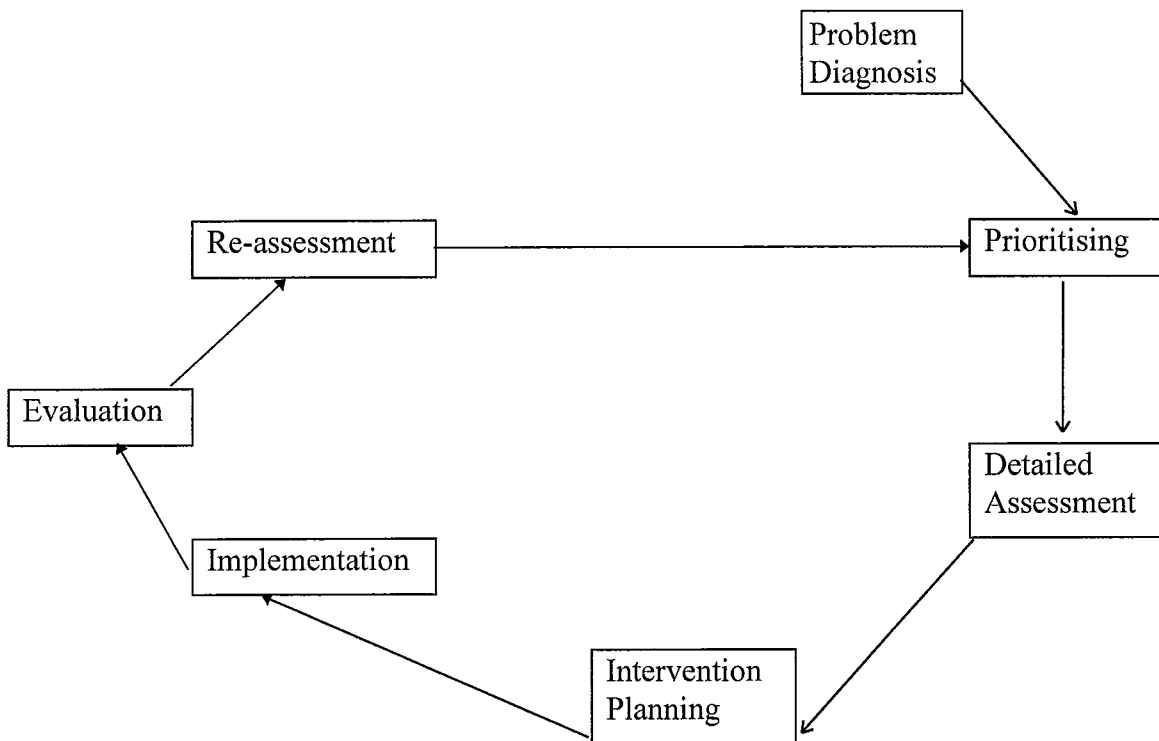 Problem
Diagnosis
Re-assessment
Prioritising
Evaluation
Detailed
Assessment
Implementation
Intervention
Planning